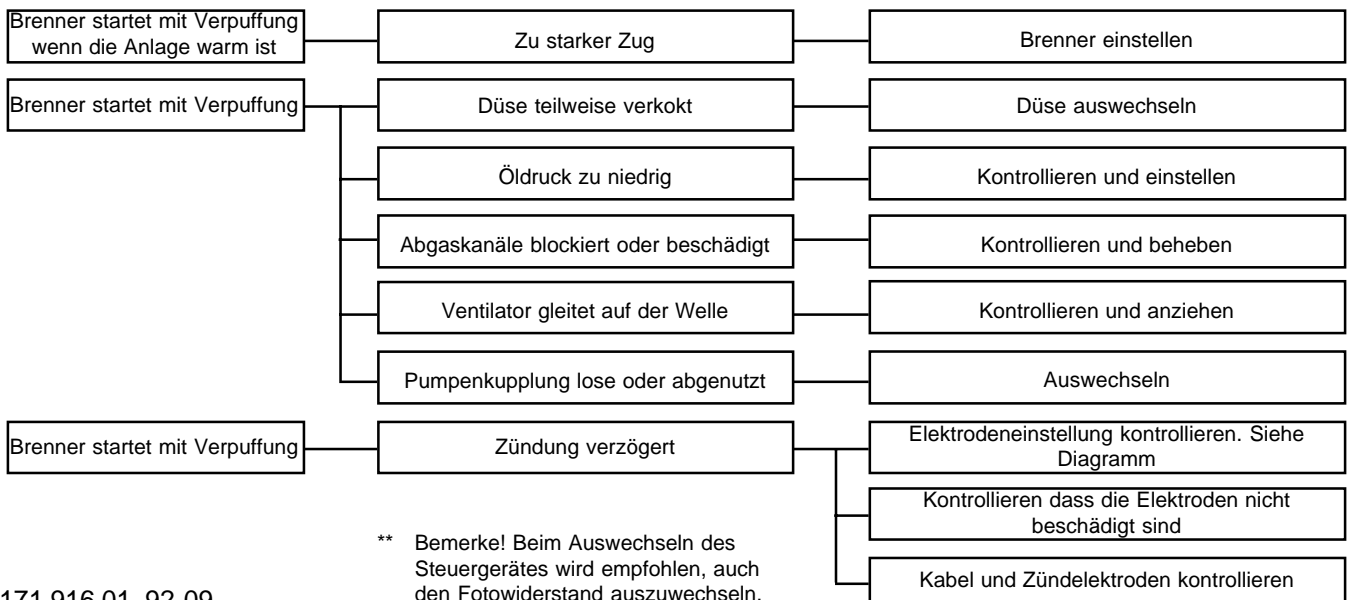 Brenner startet mit Verpuffung
wenn die Anlage warm ist
Zu starker Zug
Brenner einstellen
Brenner startet mit Verpuffung
Düse teilweise verkokt
Düse auswechseln
Öldruck zu niedrig
Kontrollieren und einstellen
Abgaskanäle blockiert oder beschädigt
Kontrollieren und beheben
Ventilator gleitet auf der Welle
Kontrollieren und anziehen
Pumpenkupplung lose oder abgenutzt
Auswechseln
Brenner startet mit Verpuffung
Zündung verzögert
Elektrodeneinstellung kontrollieren. Siehe
Diagramm
Kontrollieren dass die Elektroden nicht
beschädigt sind
Kabel und Zündelektroden kontrollieren
** Bemerke! Beim Auswechseln des
Steuergerätes wird empfohlen, auch
den Fotowiderstand auszuwechseln.
171 916 01 92-09